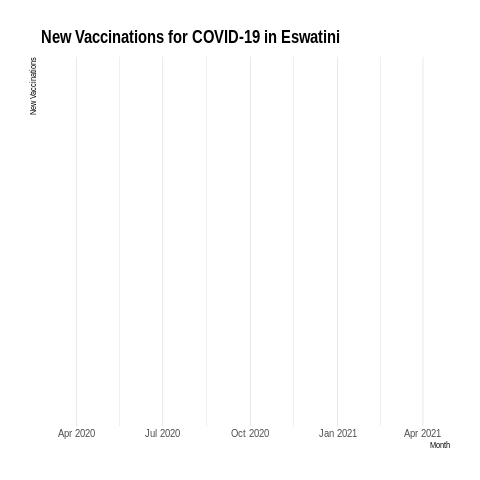 New Vaccinations for COVID-19 in Eswatini
New Vaccinations
Apr 2020 Jul 2020 Oct 2020 Jan 2021 Apr 2021
Month